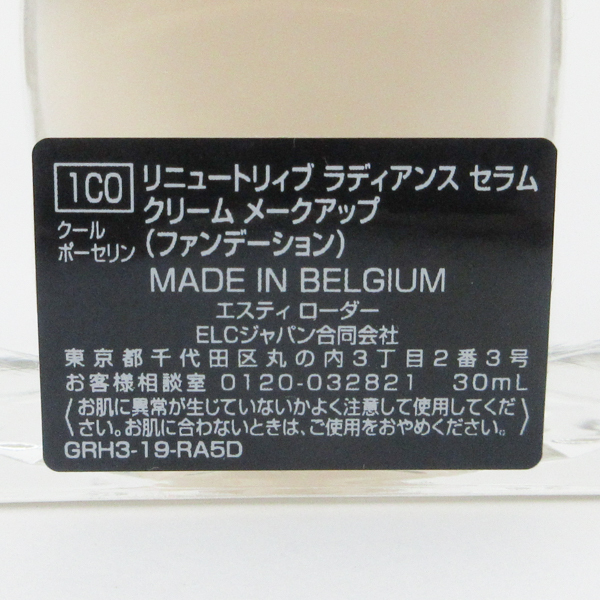 1C0 リニュートリィブ ラディアンス セラム
クール ポーセリン クリーム メークアップ
(ファンデーション)
MADE IN BELGIUM
エスティ ローダー
ELCジャパン合同会社
東京都千代田区丸の内3丁目2番3号
お客様相談室 0120-032821 30mL
〈お肌に異常が生じていないかよく注意して使用してくだ
さい。お肌に合わないときは、ご使用をおやめください。〉
GRH3-19-RA5D